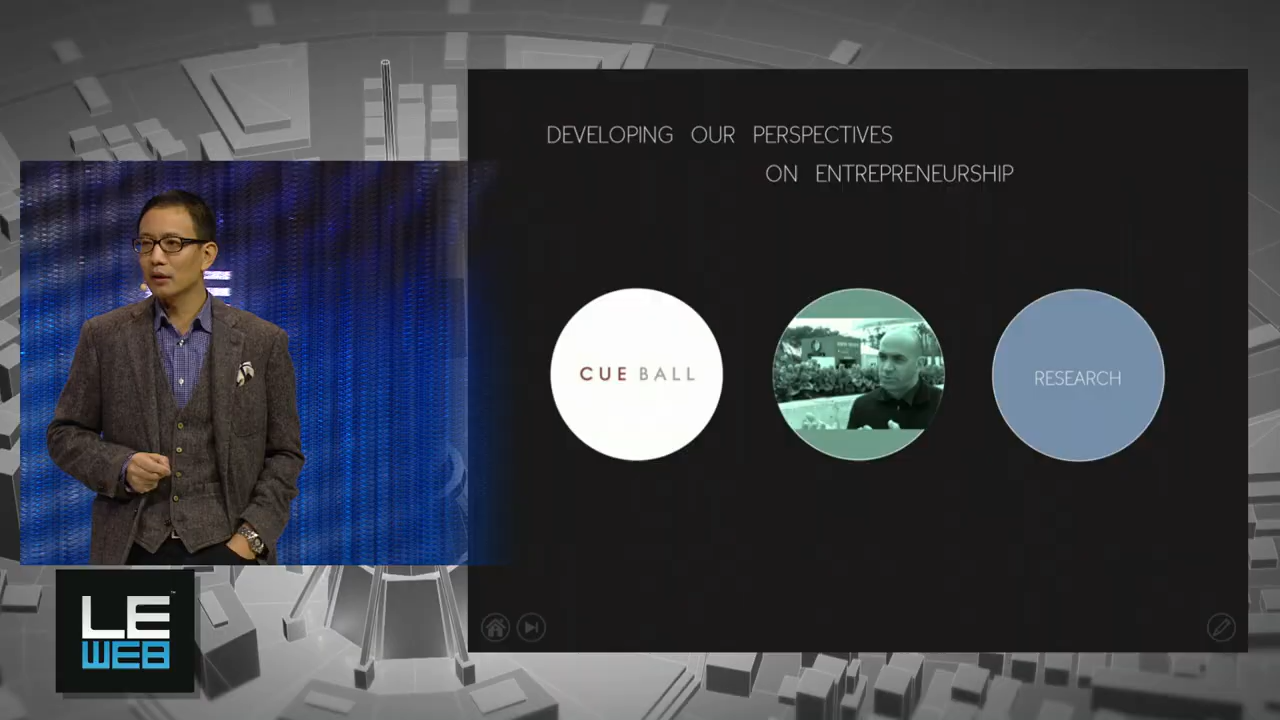 DEVELOPING OUR PERSPECTIVES
ON ENTREPRENEURSHIP
CUE BALL
RESEARCH
LE
WEB